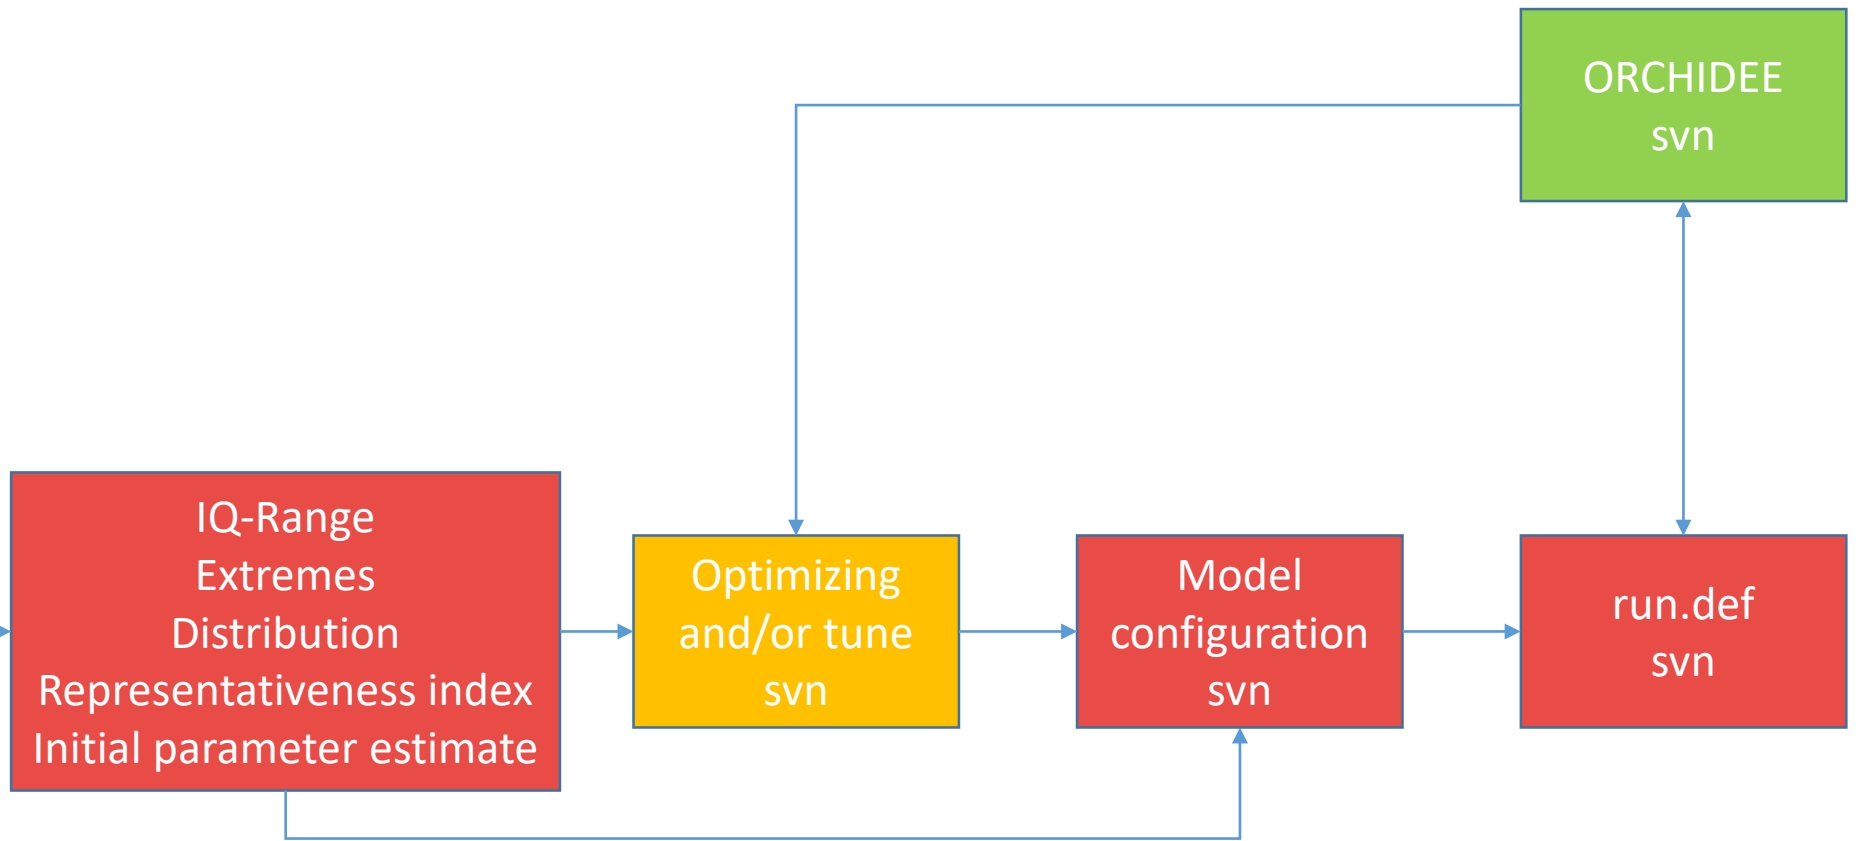 ORCHIDEE
svn
IQ-Range
Extremes
Distribution
Representativeness index
Initial parameter estimate
Optimizing
and/or tune
svn
Model
configuration
svn
run.def
svn